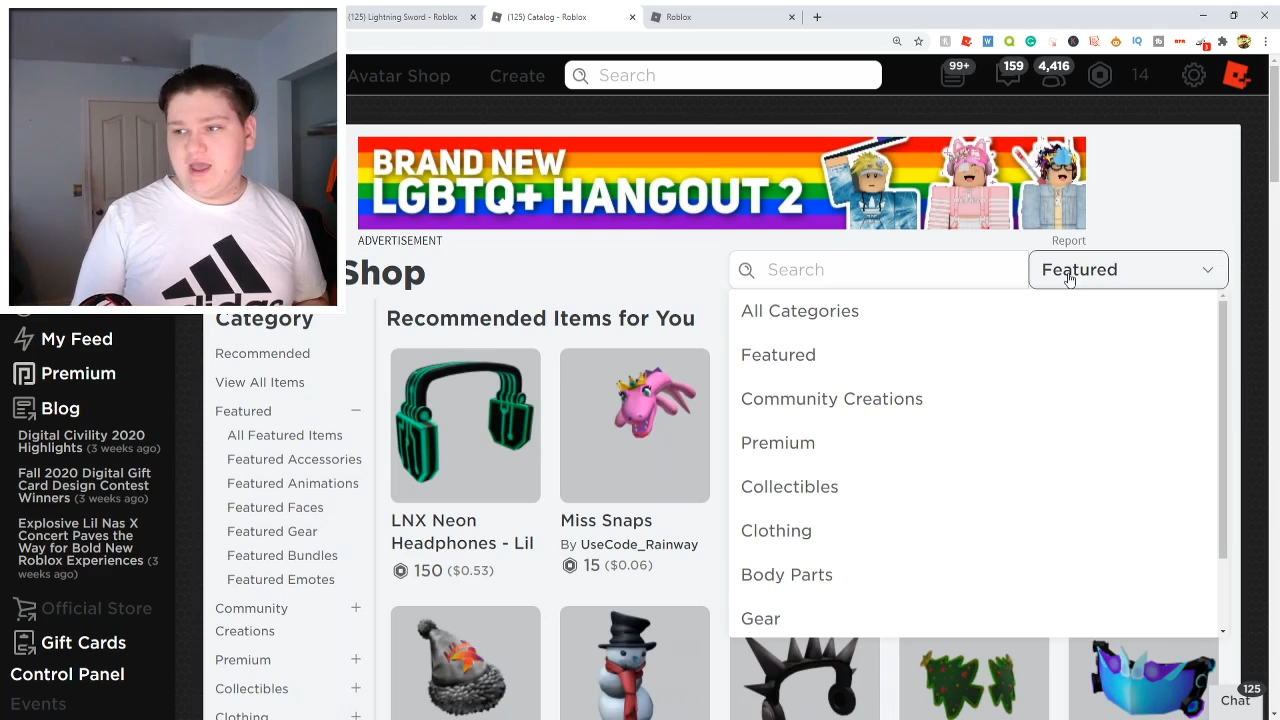 (125) Lightning Sword - Roblox
(125) Catalog - Roblox
Roblox
IQ
3
Avatar Shop
Create
Search
99+
159
4,416
14
BRAND NEW
LGBTQ+ HANGOUT 2
ADVERTISEMENT
Report
Shop
Search
Featured
adidas
My Feed
Premium
Blog
Digital Civility 2020
Highlights (3 weeks ago)
Fall 2020 Digital Gift
Card Design Contest
Winners (3 weeks ago)
Explosive Lil Nas X
Concert Paves the
Way for Bold New
Roblox Experiences (3
weeks ago)
Official Store
Gift Cards
Control Panel
Events
Category
Recommended
View All Items
Featured
All Featured Items
Featured Accessories
Featured Animations
Featured Faces
Featured Gear
Featured Bundles
Featured Emotes
Community
Creations
Premium
Collectibles
Clothing
Recommended Items for You
LNX Neon
Headphones - Lil
150 ($0.53)
Miss Snaps
By UseCode_Rainway
15 ($0.06)
All Categories
Featured
Community Creations
Premium
Collectibles
Clothing
Body Parts
Gear
Chat
125